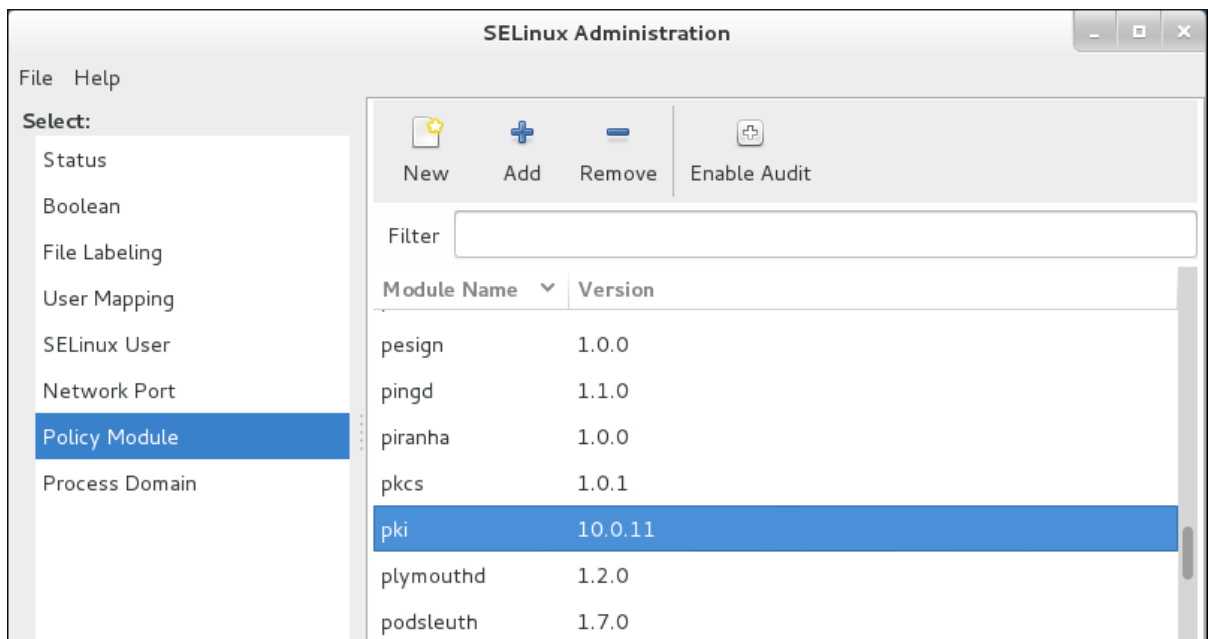 SELinux Administration
File Help
Select:
Status
Boolean
File Labeling
User Mapping
SELinux User
Network Port
Policy Module
Process Domain
New Add Remove Enable Audit
Filter
Module Name Version
pesign 1.0.0
pingd 1.1.0
piranha 1.0.0
pkcs 1.0.1
pki 10.0.11
plymouthd 1.2.0
podsleuth 1.7.0